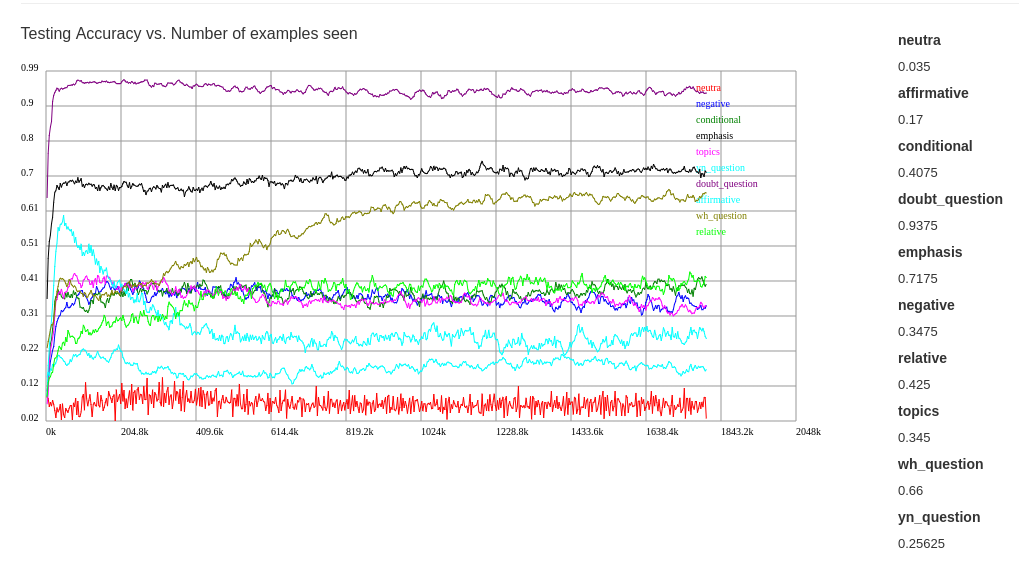 Testing Accuracy vs. Number of examples seen
0.99
0.9
0.8
0.7
0.61
0.51
0.41
0.31
0.22
0.12
0.02
0k
204.8k
409.6k
614.4k
819.2k
1024k
1228.8k
1433.6k
1638.4k
1843.2k
2048k
neutra
negative
conditional
emphasis
topics
yn_question
doubt_question
affirmative
wh_question
relative
neutra
0.035
affirmative
0.17
conditional
0.4075
doubt_question
0.9375
emphasis
0.7175
negative
0.3475
relative
0.425
topics
0.345
wh_question
0.66
yn_question
0.25625